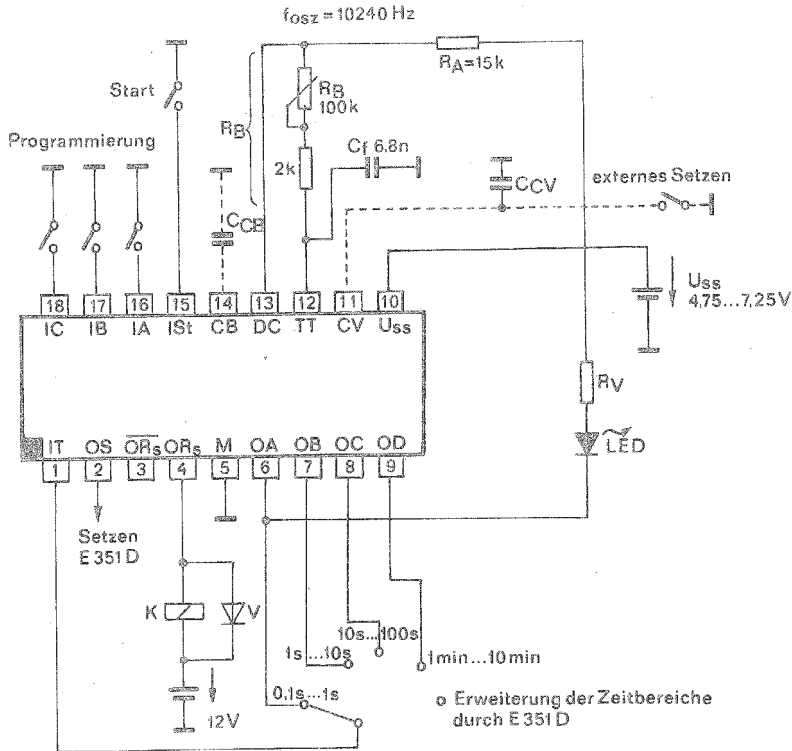 fosz = 10240 Hz
RA=15k
RB
100k
RB
2k
Cf 6.8n
Start
Programmierung
CCB
CCV
externes Setzen
Uss
4,75...7,25V
18 17 16 15 14 13 12 11 10
IC IB IA ISt CB DC TT CV Uss
RV
LED
IT OS ORs ORs M OA OB OC OD
1 2 3 4 5 6 7 8 9
Setzen
E 351 D
K
V
12V
10s...100s
1s...10s
1min...10min
0,1s...1s
o Erweiterung der Zeitbereiche
durch E 351 D